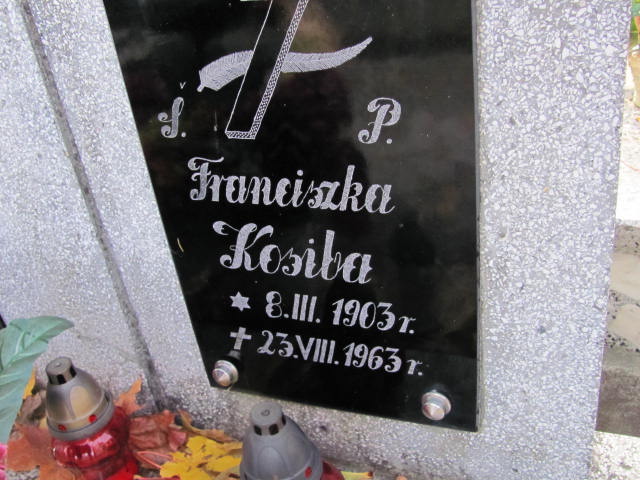 Ś. P.
Franciszka
Kosiba
* 8.III. 1903 r.
✝ 23.VIII. 1963 r.